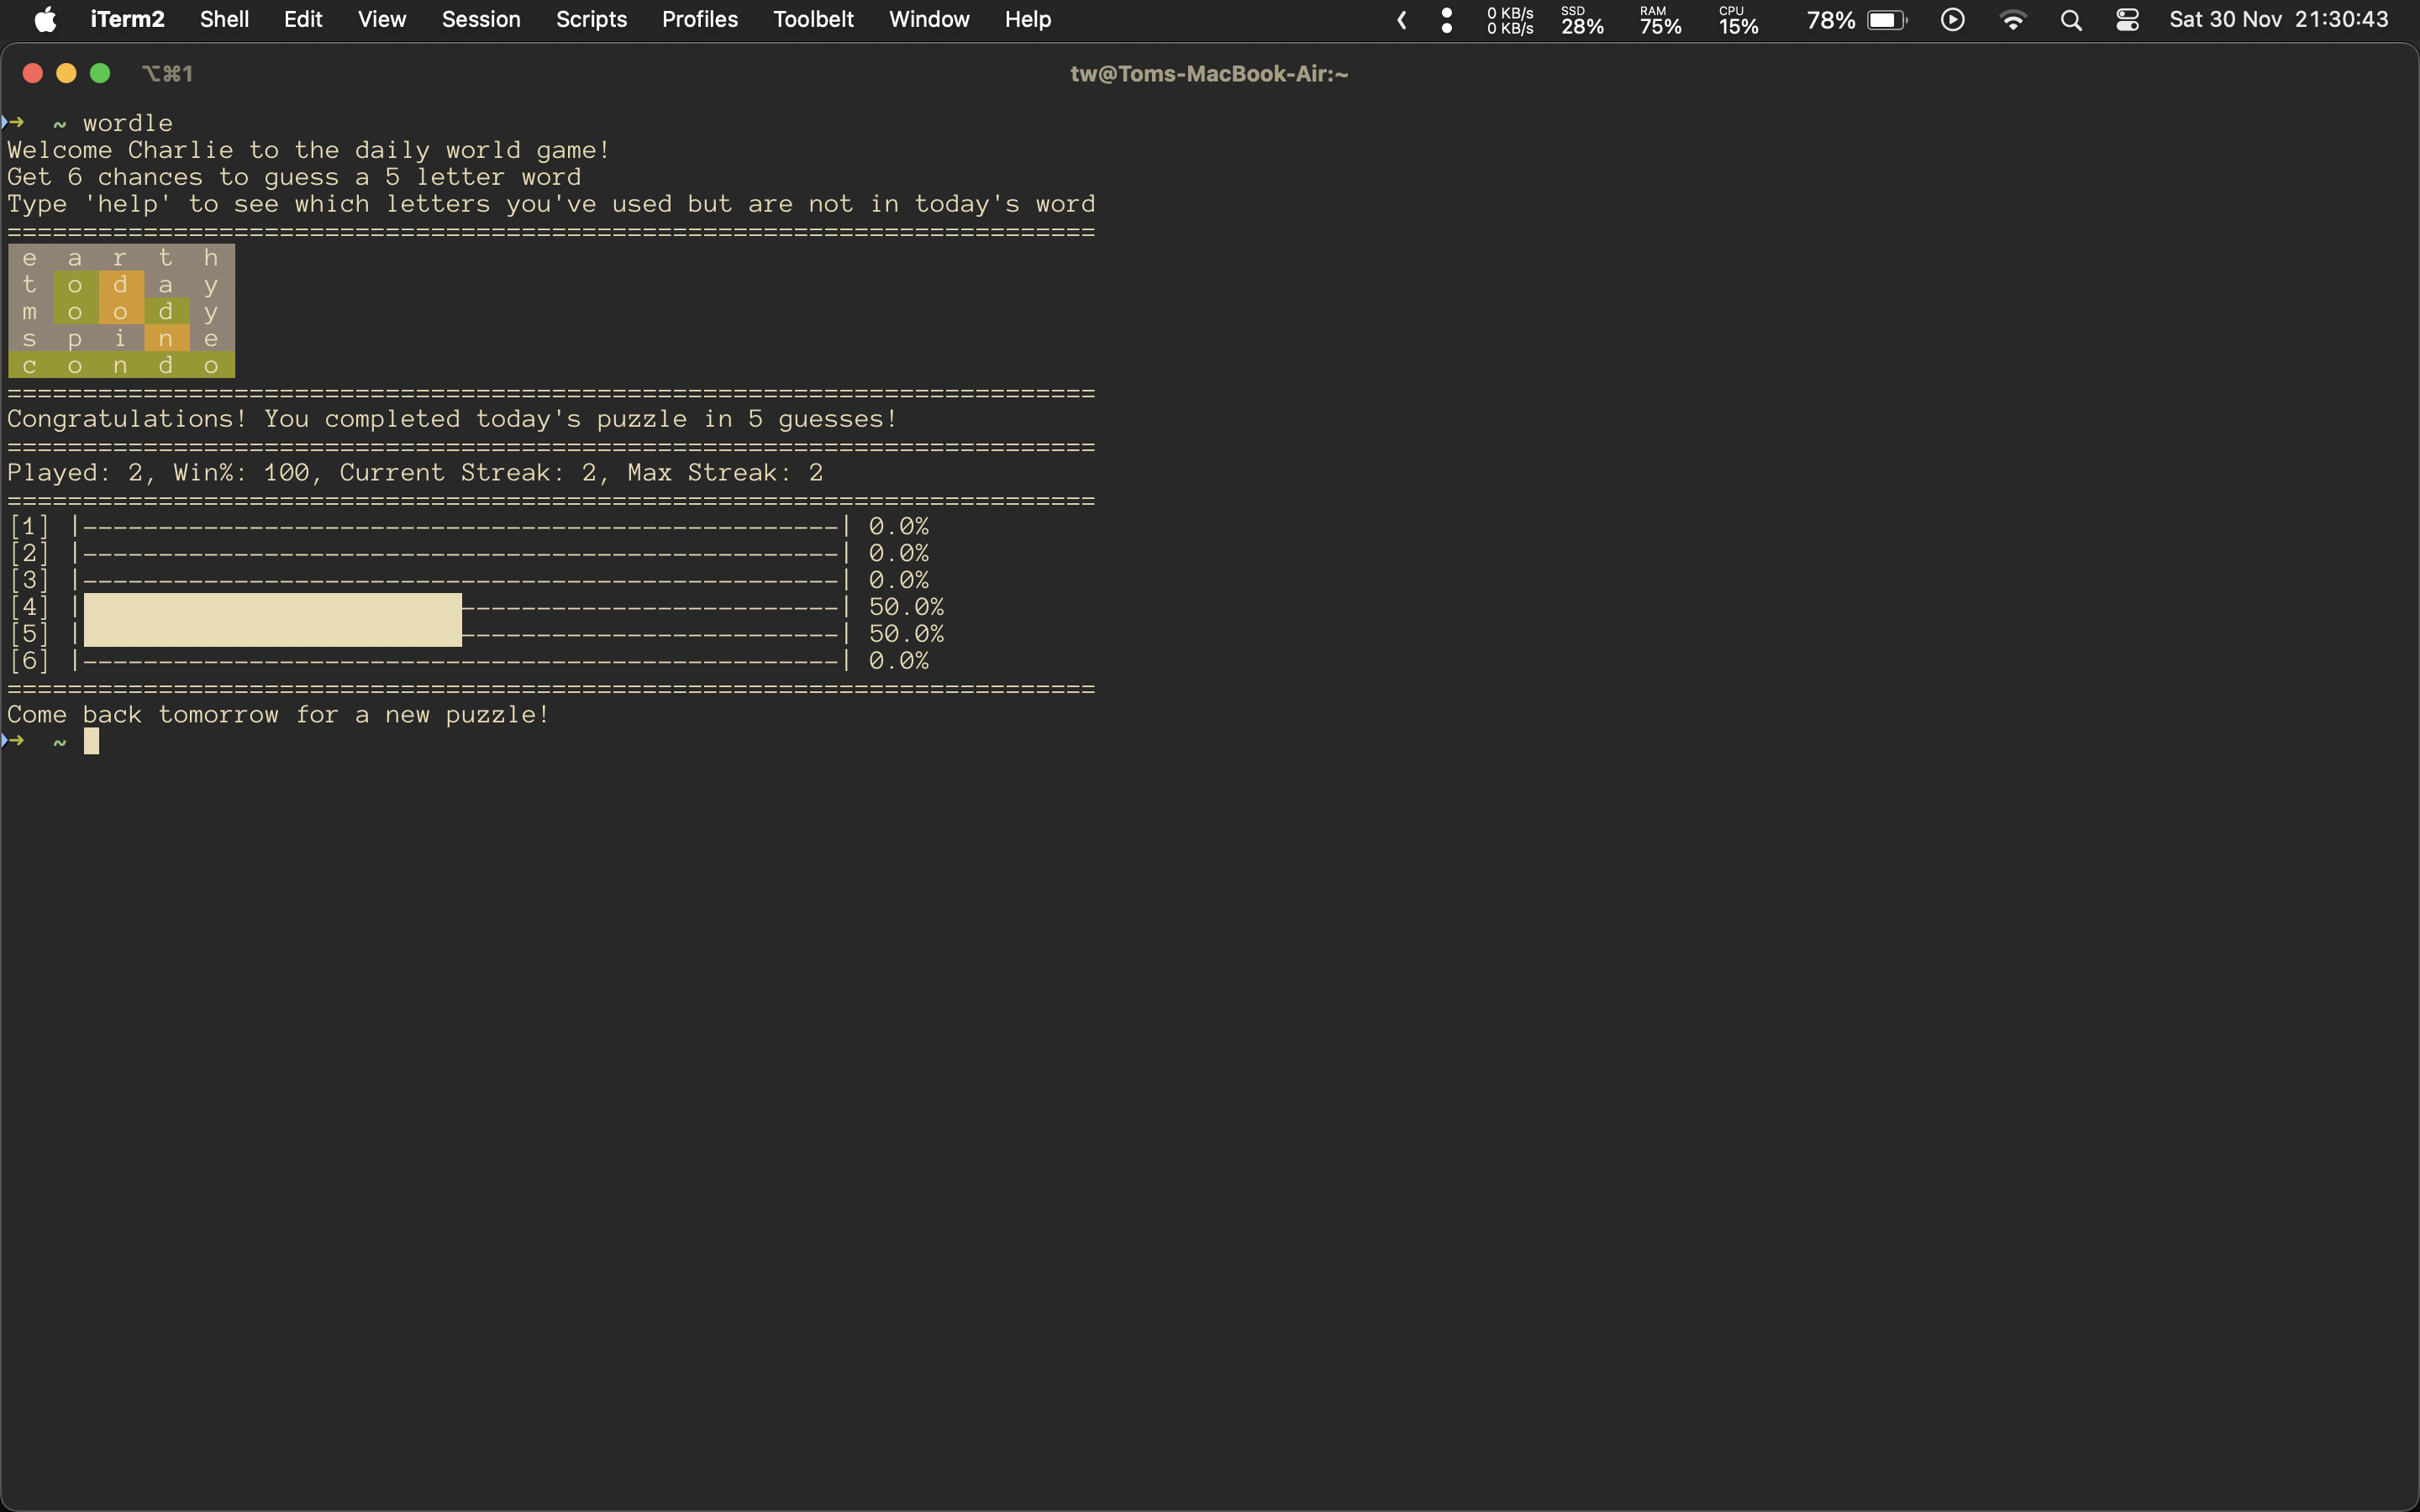 iTerm2 Shell Edit View Session Scripts Profiles Toolbelt Window Help 0 KB/s 0 KB/s SSD 28% RAM 75% CPU 15% 78% Sat 30 Nov 21:30:43
⌥⌘1 tw@Toms-MacBook-Air:~
➜ ~ wordle
Welcome Charlie to the daily world game!
Get 6 chances to guess a 5 letter word
Type 'help' to see which letters you've used but are not in today's word
========================================================================
e a r t h
t o d a y
m o o d y
s p i n e
c o n d o
========================================================================
Congratulations! You completed today's puzzle in 5 guesses!
========================================================================
Played: 2, Win%: 100, Current Streak: 2, Max Streak: 2
========================================================================
[1] |--------------------------------------------------| 0.0%
[2] |--------------------------------------------------| 0.0%
[3] |--------------------------------------------------| 0.0%
[4] |█████████████████████████-------------------------| 50.0%
[5] |█████████████████████████-------------------------| 50.0%
[6] |--------------------------------------------------| 0.0%
========================================================================
Come back tomorrow for a new puzzle!
➜ ~